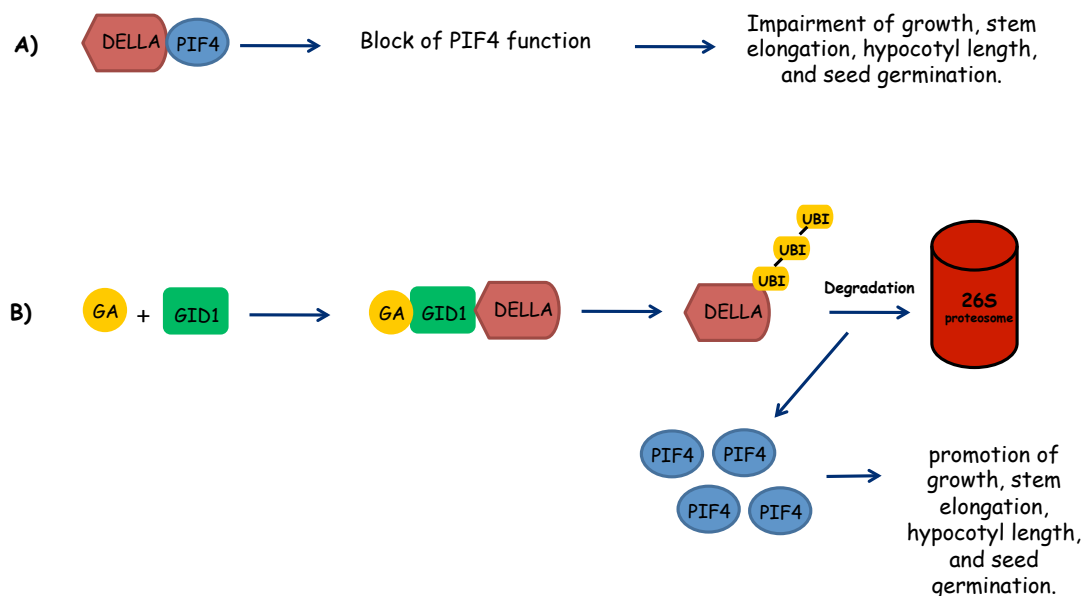 A)
DELLA
PIF4
Block of PIF4 function
Impairment of growth, stem
elongation, hypocotyl length,
and seed germination.
B)
GA
+
GID1
GA
GID1
DELLA
DELLA
UBI
UBI
UBI
Degradation
26S
proteosome
PIF4
PIF4
PIF4
PIF4
promotion of
growth, stem
elongation,
hypocotyl length,
and seed
germination.